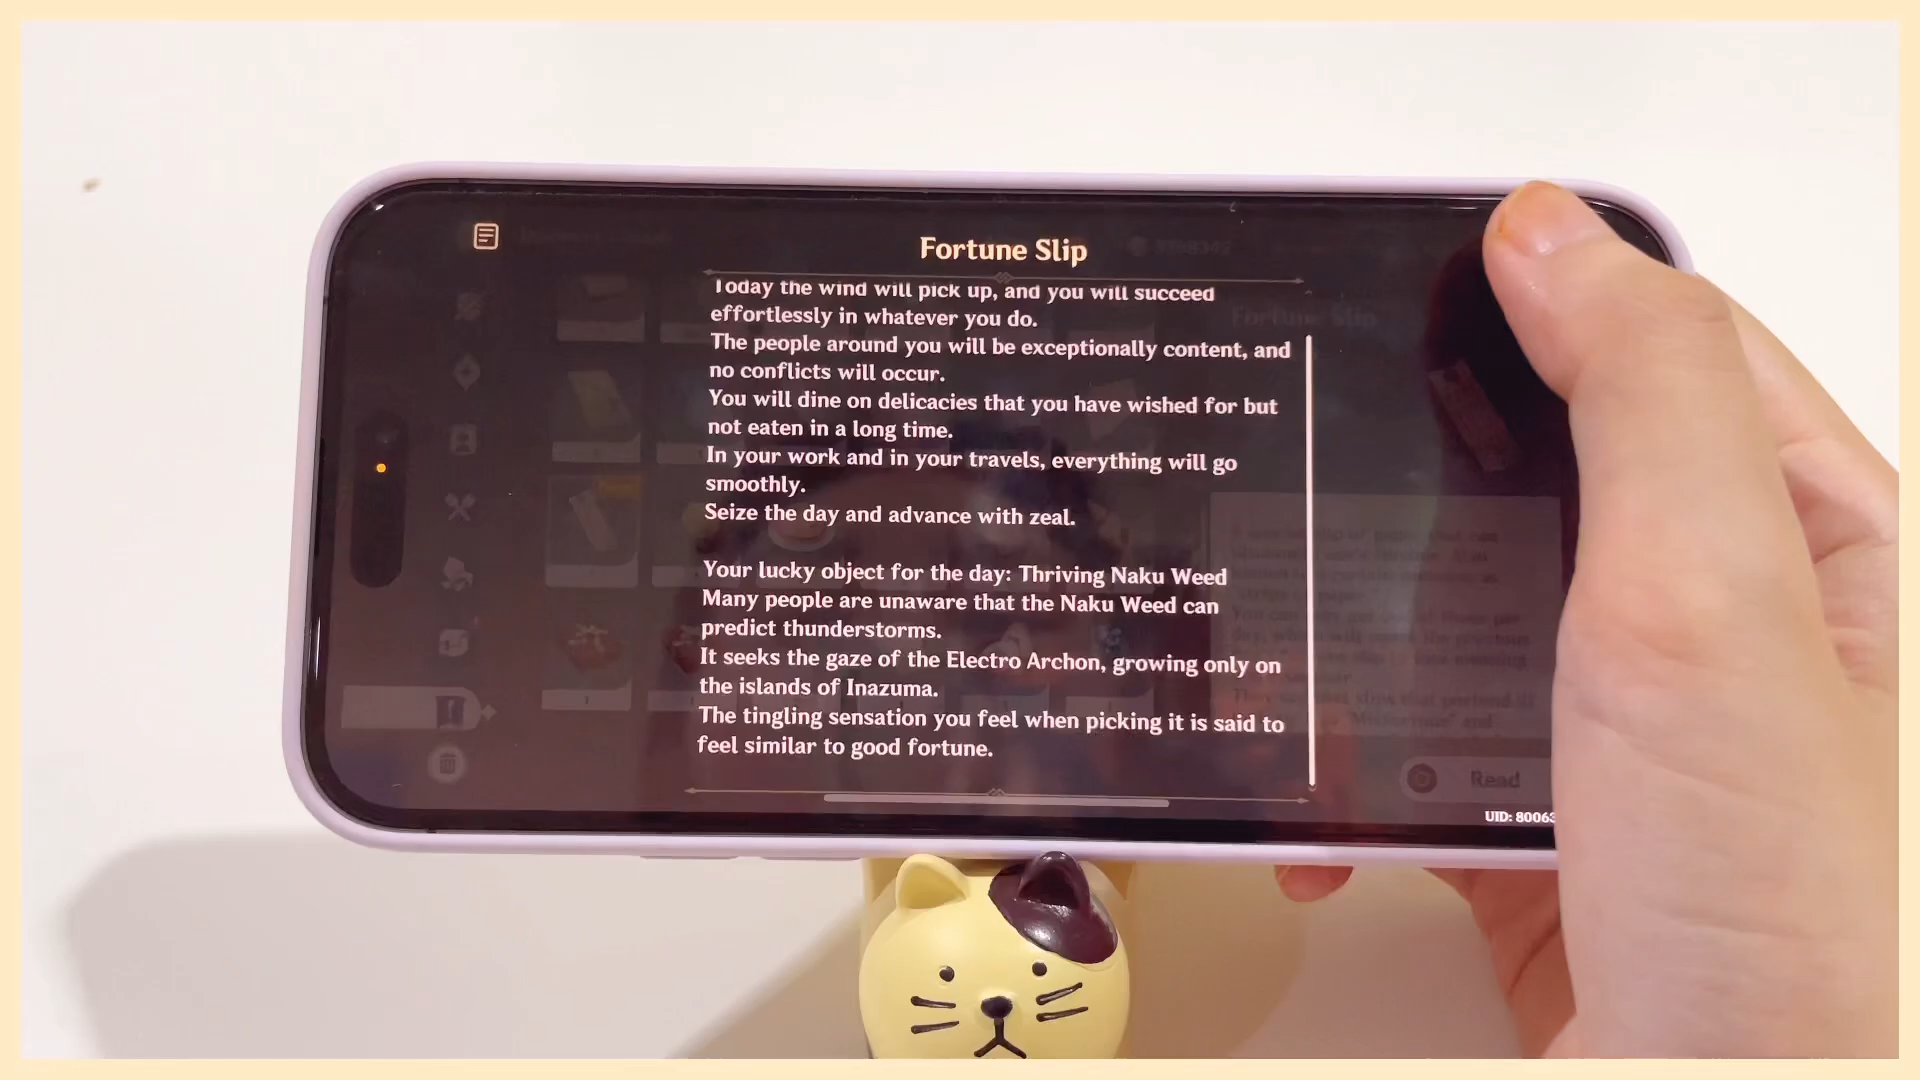 Fortune Slip
Today the wind will pick up, and you will succeed
effortlessly in whatever you do.
The people around you will be exceptionally content, and
no conflicts will occur.
You will dine on delicacies that you have wished for but
not eaten in a long time.
In your work and in your travels, everything will go
smoothly.
Seize the day and advance with zeal.
Your lucky object for the day: Thriving Naku Weed
Many people are unaware that the Naku Weed can
predict thunderstorms.
It seeks the gaze of the Electro Archon, growing only on
the islands of Inazuma.
The tingling sensation you feel when picking it is said to
feel similar to good fortune.
Fortune Slip
Read
UID: 80063